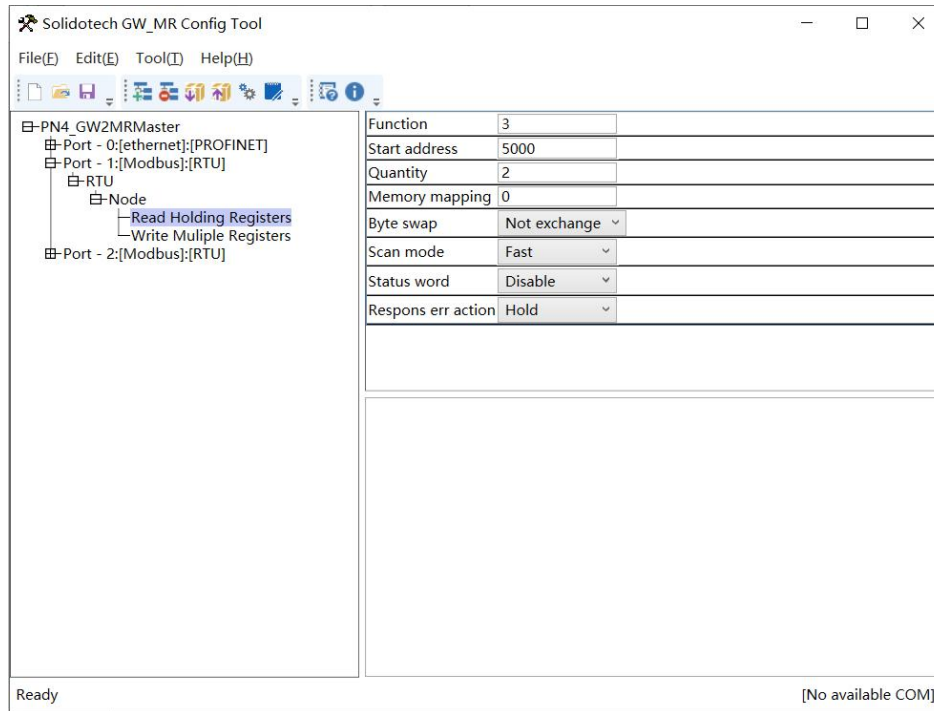 Solidotech GW_MR Config Tool
File(F) Edit(E) Tool(T) Help(H)
PN4_GW2MRMaster
Port - 0:[ethernet]:[PROFINET]
Port - 1:[Modbus]:[RTU]
RTU
Node
Read Holding Registers
Write Muliple Registers
Port - 2:[Modbus]:[RTU]
Function 3
Start address 5000
Quantity 2
Memory mapping 0
Byte swap Not exchange
Scan mode Fast
Status word Disable
Respons err action Hold
Ready [No available COM]